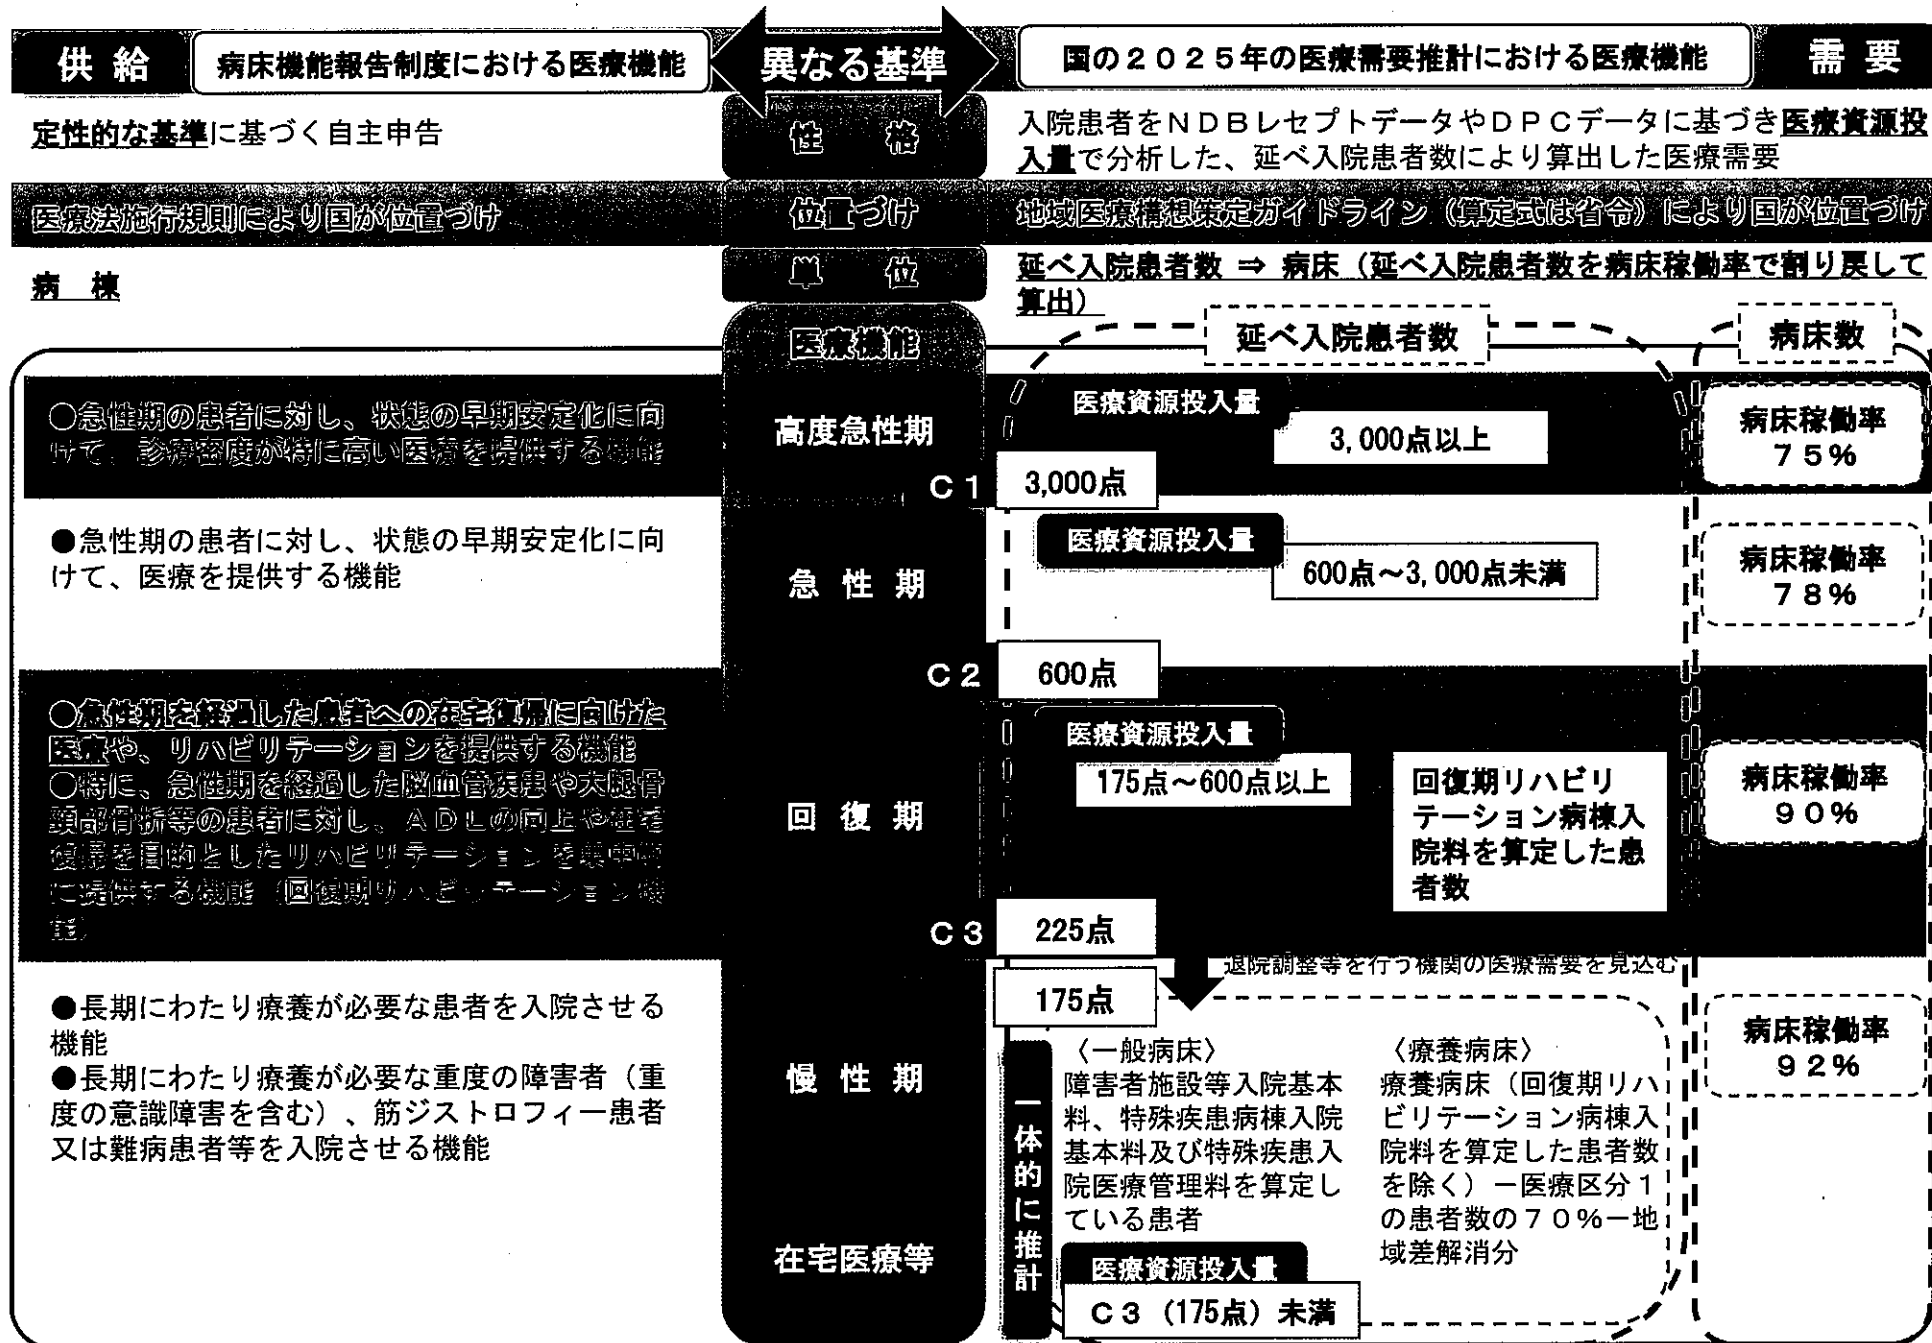 供 給
病床機能報告制度における医療機能
異なる基準
国の2025年の医療需要推計における医療機能
需 要
定性的な基準に基づく自主申告
性 格
入院患者をNDBレセプトデータやDPCデータに基づき医療資源投
入量で分析した、延べ入院患者数により算出した医療需要
医療法施行規則により国が位置づけ
位置づけ
地域医療構想策定ガイドライン（算定式は省令）により国が位置づけ
病 棟
単 位
延べ入院患者数 ⇒ 病床（延べ入院患者数を病床稼働率で割り戻して
算出）
医療機能
延べ入院患者数
病床数
●急性期の患者に対し、状態の早期安定化に向
けて、診療密度が特に高い医療を提供する機能
高度急性期
医療資源投入量
3,000点以上
病床稼働率
75%
C1
3,000点
●急性期の患者に対し、状態の早期安定化に向
けて、医療を提供する機能
急 性 期
医療資源投入量
600点～3,000点未満
病床稼働率
78%
C2
600点
●急性期を経過した患者への在宅復帰に向けた
医療や、リハビリテーションを提供する機能
●特に、急性期を経過した脳血管疾患や大腿骨
頸部骨折等の患者に対し、ADLの向上や在宅
復帰を目的としたリハビリテーションを集中的
に提供する機能（回復期リハビリテーション機
能）
回 復 期
医療資源投入量
175点～600点以上
回復期リハビリ
テーション病棟入
院料を算定した患
者数
病床稼働率
90%
C3
225点
退院調整等を行う機関の医療需要を見込む
175点
●長期にわたり療養が必要な患者を入院させる
機能
●長期にわたり療養が必要な重度の障害者（重
度の意識障害を含む）、筋ジストロフィー患者
又は難病患者等を入院させる機能
慢 性 期
在宅医療等
一体的に推計
〈一般病床〉
障害者施設等入院基本
料、特殊疾患病棟入院
基本料及び特殊疾患入
院医療管理料を算定し
ている患者
〈療養病床〉
療養病床（回復期リハ
ビリテーション病棟入
院料を算定した患者数
を除く）－医療区分1
の患者数の70%－地
域差解消分
病床稼働率
92%
医療資源投入量
C3（175点）未満